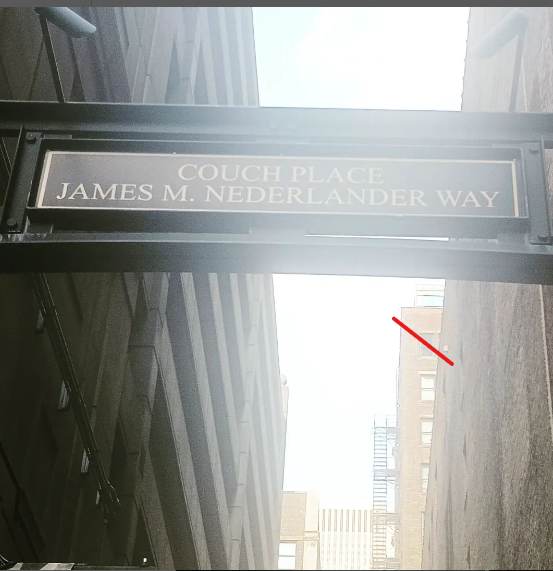 COUCH PLACE
JAMES M. NEDERLANDER WAY